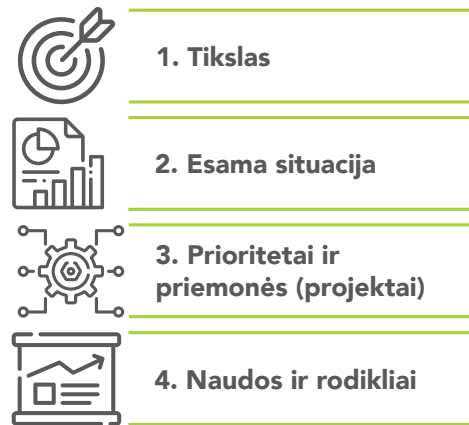 1. Tikslas
2. Esama situacija
3. Prioritetai ir
priemonės (projektai)
4. Naudos ir rodikliai